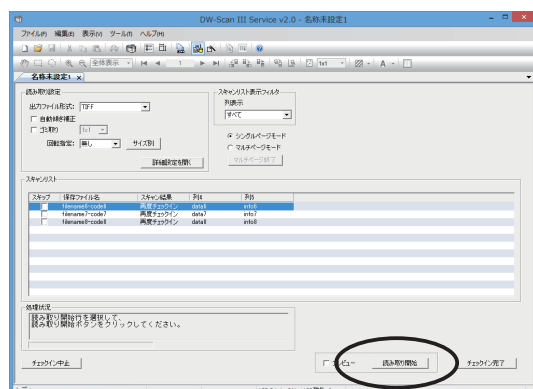 DW-Scan III Service v2.0 - 名称未設定1
ファイル(F) 編集(E) 表示(V) ツール(T) ヘルプ(H)
全体表示 1 1x1 A
名称未設定1 x
読み取り設定
出力ファイル形式: TIFF
自動傾き補正
ゴミ取り 1x1
回転指定: 無し サイズ別
詳細設定を開く
スキャンリスト表示フィルター
列表示
すべて
シングルページモード
マルチページモード
マルチページ終了
スキャンリスト
スキップ 保存ファイル名 スキャン結果 列4 列5
filename6-code6 再度チェックイン data6 info6
filename7-code7 再度チェックイン data7 info7
filename8-code8 再度チェックイン data8 info8
処理状況
読み取り開始行を選択して、
読み取り開始ボタンをクリックしてください。
チェックイン中止 読み取り開始 チェックイン完了